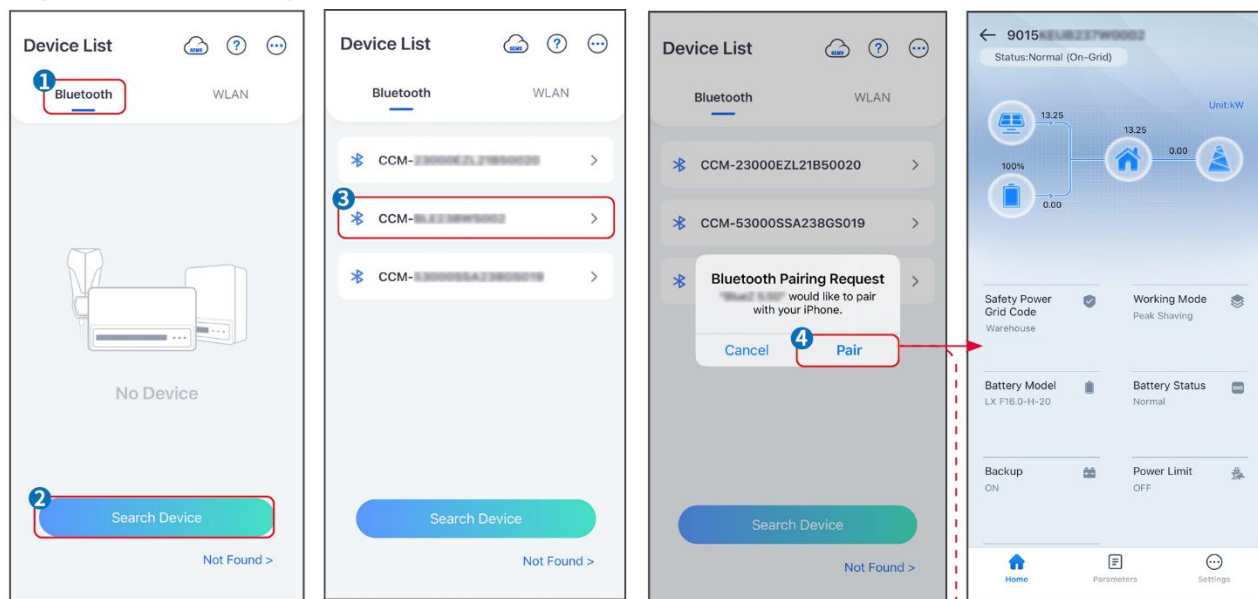 Device List
SEMS
?
1
Bluetooth
WLAN
No Device
2
Search Device
Not Found >
Device List
SEMS
?
Bluetooth
WLAN
CCM-
3
CCM-
CCM-
Search Device
Not Found >
Device List
SEMS
?
Bluetooth
WLAN
CCM-23000EZL21B50020
CCM-53000SSA238GS019
Bluetooth Pairing Request
would like to pair
with your iPhone.
Cancel
4
Pair
Search Device
Not Found >
9015
Status:Normal (On-Grid)
Unit:kW
13.25
13.25
0.00
100%
0.00
Safety Power
Grid Code
Warehouse
Working Mode
Peak Shaving
Battery Model
LX F16.0-H-20
Battery Status
Normal
Backup
ON
Power Limit
OFF
Home
Parameters
Settings